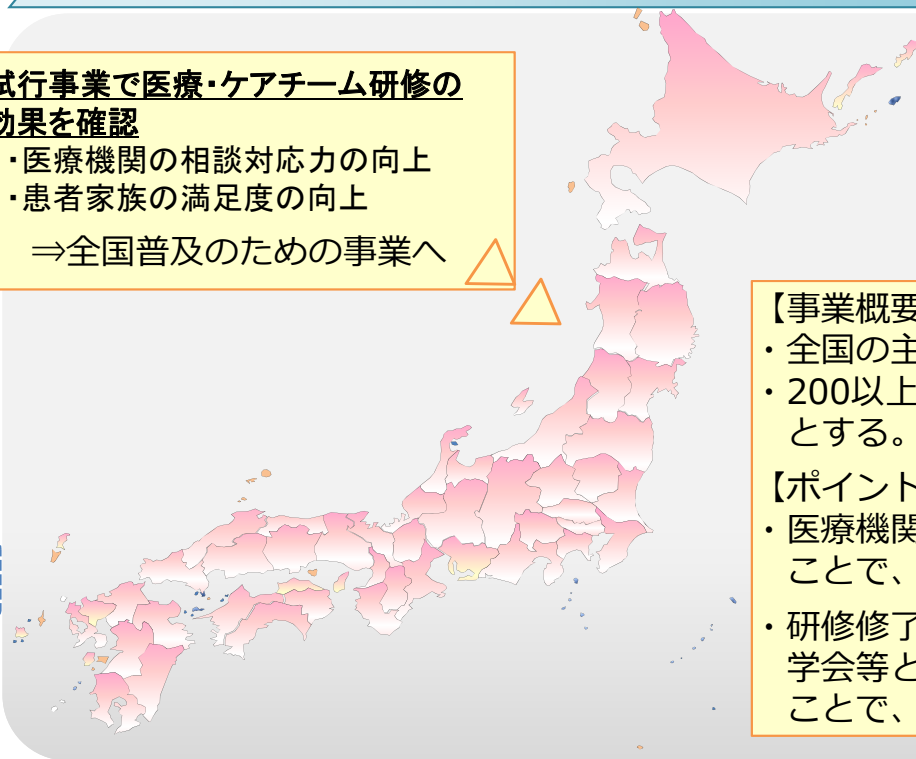 試行事業で医療・ケアチーム研修の
効果を確認
・医療機関の相談対応力の向上
・患者家族の満足度の向上
⇒全国普及のための事業へ
【事業概要
・全国の主
・200以上
とする。
【ポイント
・医療機関
ことで、
・研修修了
学会等と
ことで、